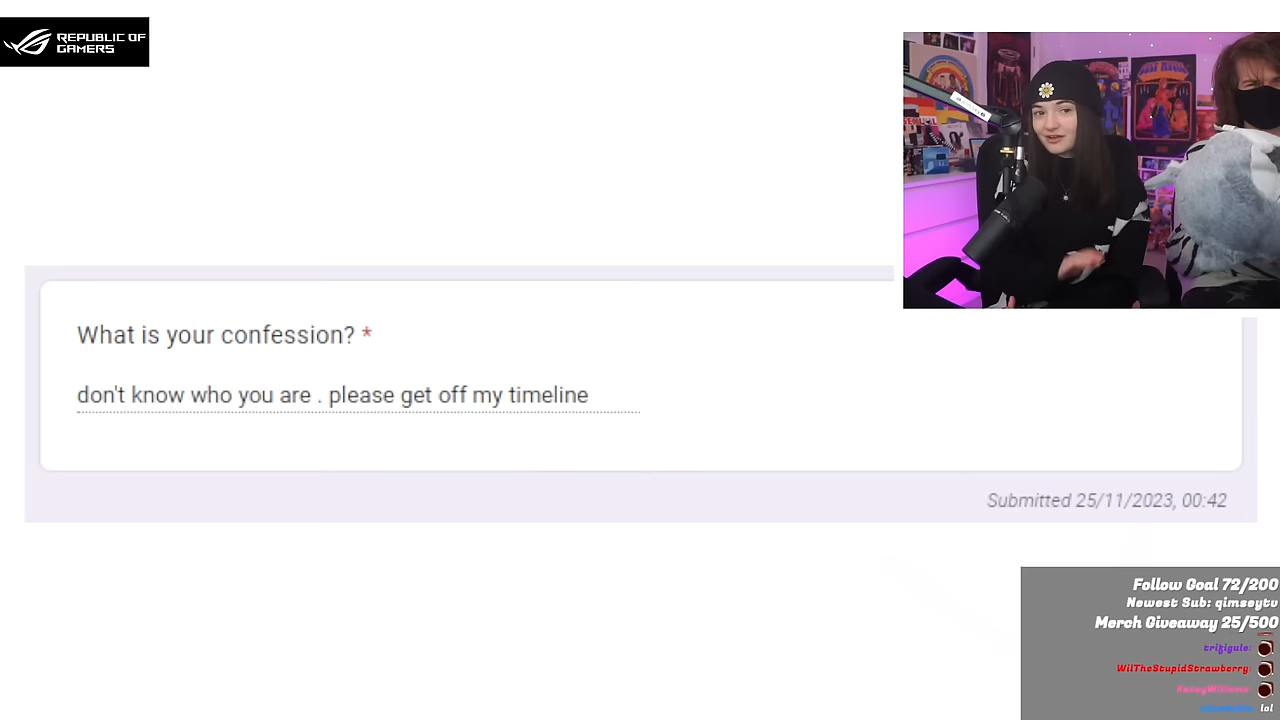 REPUBLIC OF
GAMERS
What is your confession? *
don't know who you are . please get off my timeline
Submitted 25/11/2023, 00:42
Follow Goal 72/200
Newest Sub: qimseytv
Merch Giveaway 25/500
trifigule:
WilTheStupidStrawberry:
lol